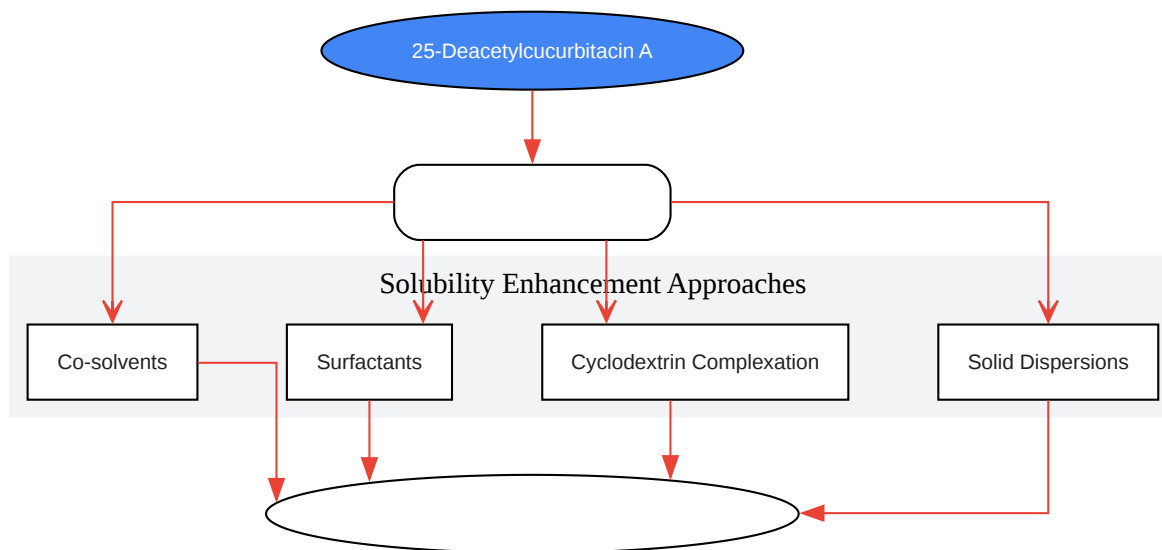 25-Deacetylcucurbitacin A
Solubility Enhancement Approaches
Co-solvents
Surfactants
Cyclodextrin Complexation
Solid Dispersions